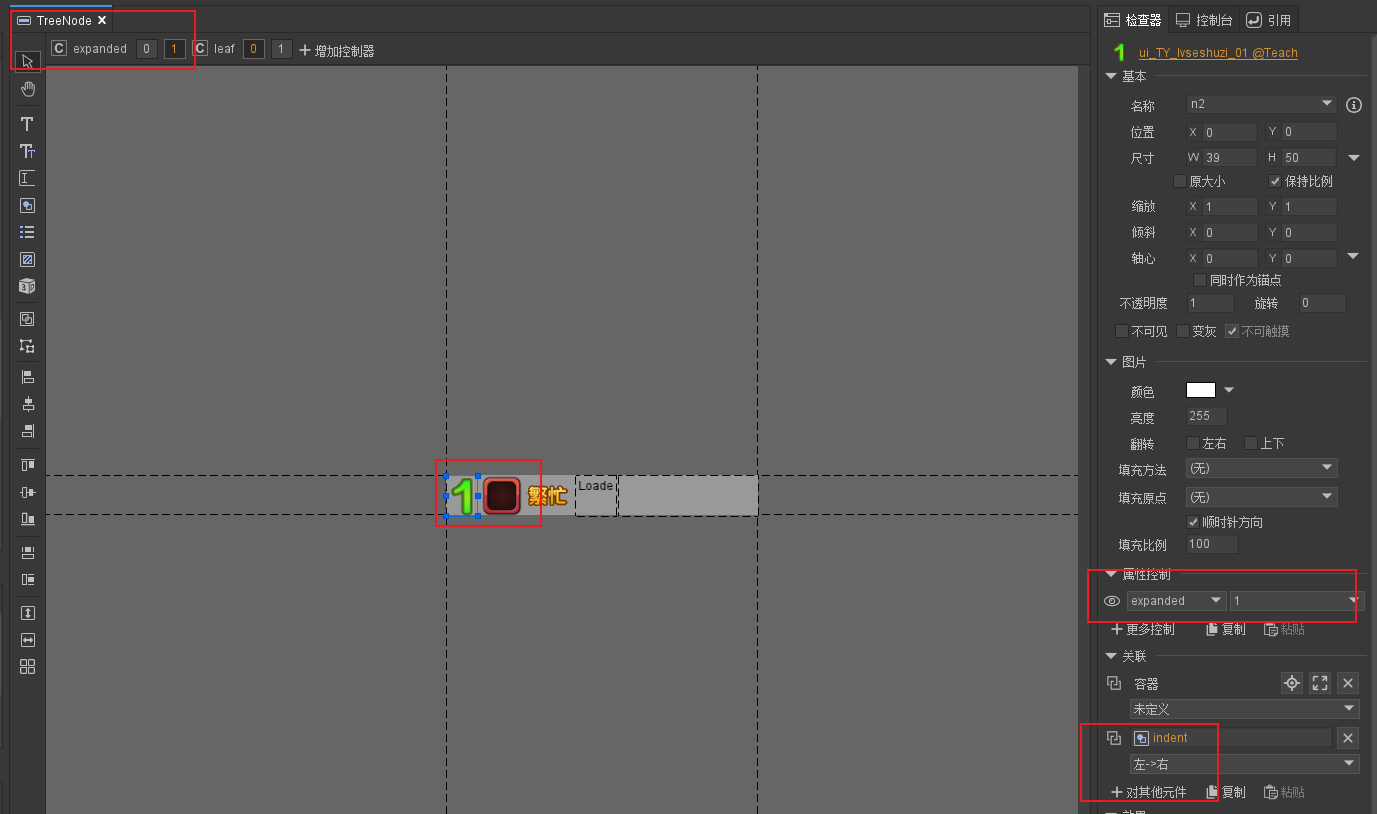 TreeNode
expanded 0 1 leaf 0 1 增加控制器
1
繁忙
Loade
检查器 控制台 引用
1 ui_TY_lvseshuzi_01 @Teach
基本
名称 n2
位置 X 0 Y 0
尺寸 W 39 H 50
原大小 保持比例
缩放 X 1 Y 1
倾斜 X 0 Y 0
轴心 X 0 Y 0
同时作为锚点
不透明度 1 旋转 0
不可见 变灰 不可触摸
图片
颜色
亮度 255
翻转 左右 上下
填充方法 (无)
填充原点 (无)
顺时针方向
填充比例 100
属性控制
expanded 1
更多控制 复制 粘贴
关联
容器
未定义
indent
左->右
对其他元件 复制 粘贴